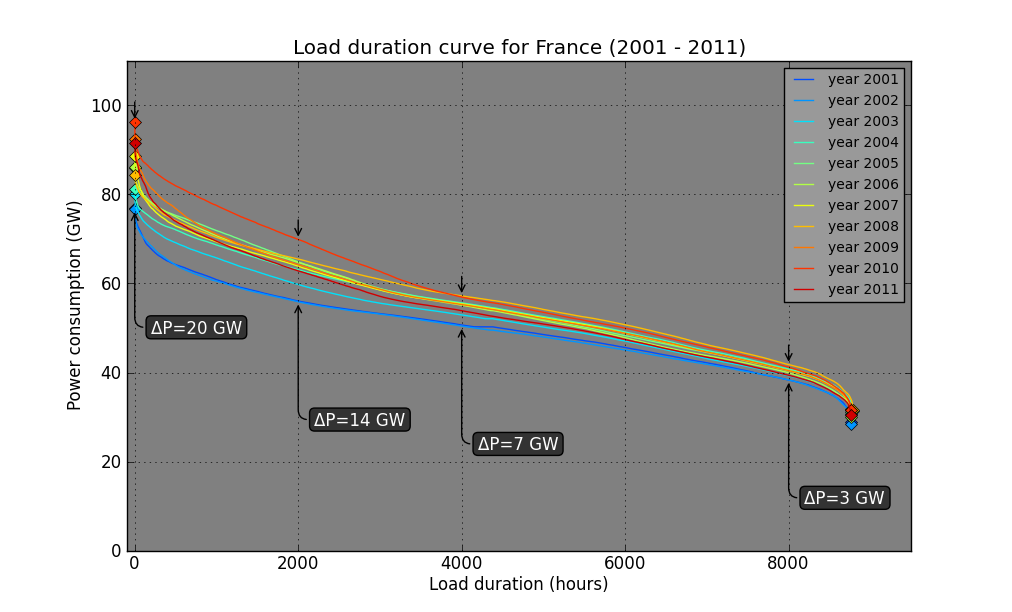 Load duration curve for France (2001 - 2011)
Power consumption (GW)
100
80
60
40
20
0
year 2001
year 2002
year 2003
year 2004
year 2005
year 2006
year 2007
year 2008
year 2009
year 2010
year 2011
ΔP=20 GW
ΔP=14 GW
ΔP=7 GW
ΔP=3 GW
0 2000 4000 6000 8000
Load duration (hours)